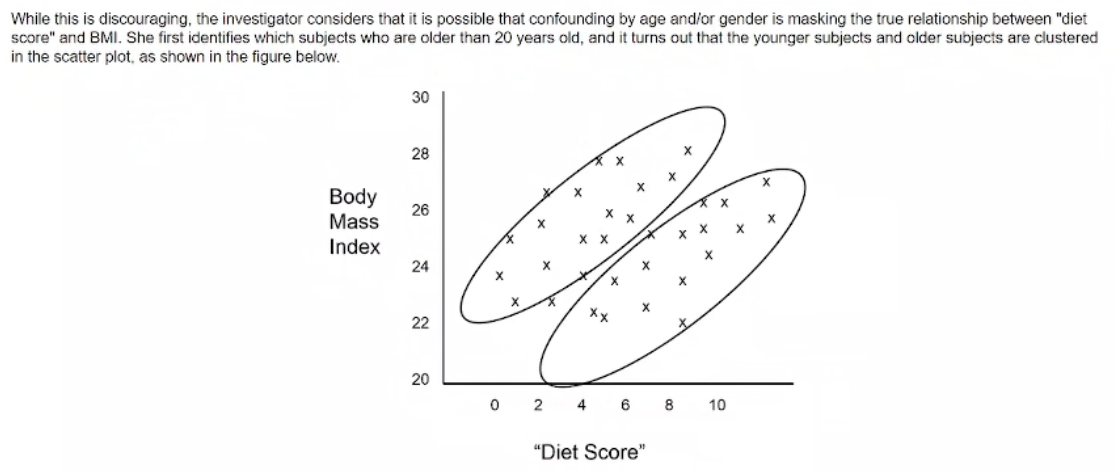 While this is discouraging, the investigator considers that it is possible that confounding by age and/or gender is masking the true relationship between "diet
score" and BMI. She first identifies which subjects who are older than 20 years old, and it turns out that the younger subjects and older subjects are clustered
in the scatter plot, as shown in the figure below.
30
28
Body
Mass
Index
26
24
22
20
0 2 4 6 8 10
“Diet Score”